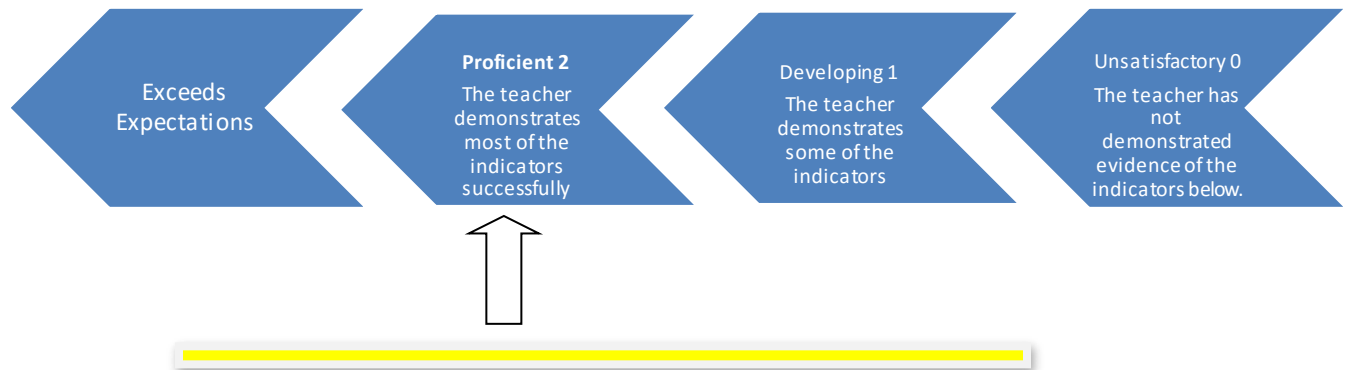 Exceeds
Expectations
Proficient 2
The teacher
demonstrates
most of the
indicators
successfully
Developing 1
The teacher
demonstrates
some of the
indicators
Unsatisfactory 0
The teacher has
not
demonstrated
evidence of the
indicators below.